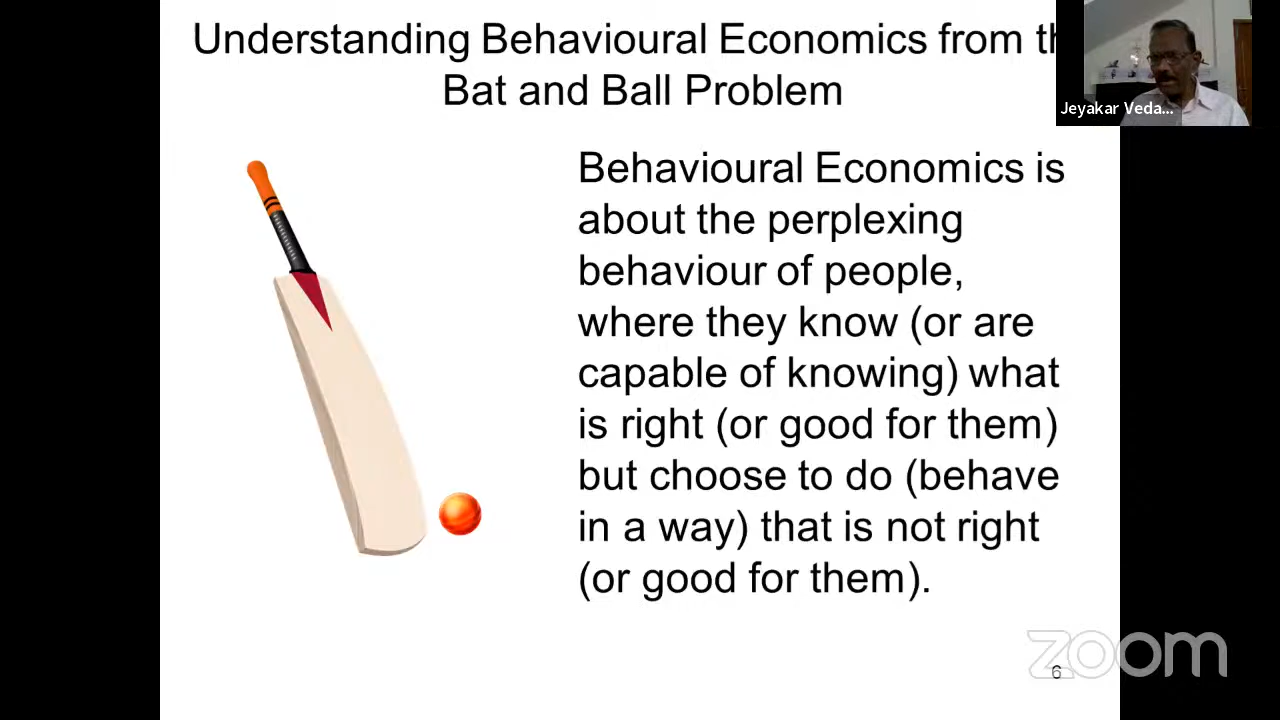 Understanding Behavioural Economics from th
Bat and Ball Problem
Jeyakar Veda...
Behavioural Economics is
about the perplexing
behaviour of people,
where they know (or are
capable of knowing) what
is right (or good for them)
but choose to do (behave
in a way) that is not right
(or good for them).
zoom
6